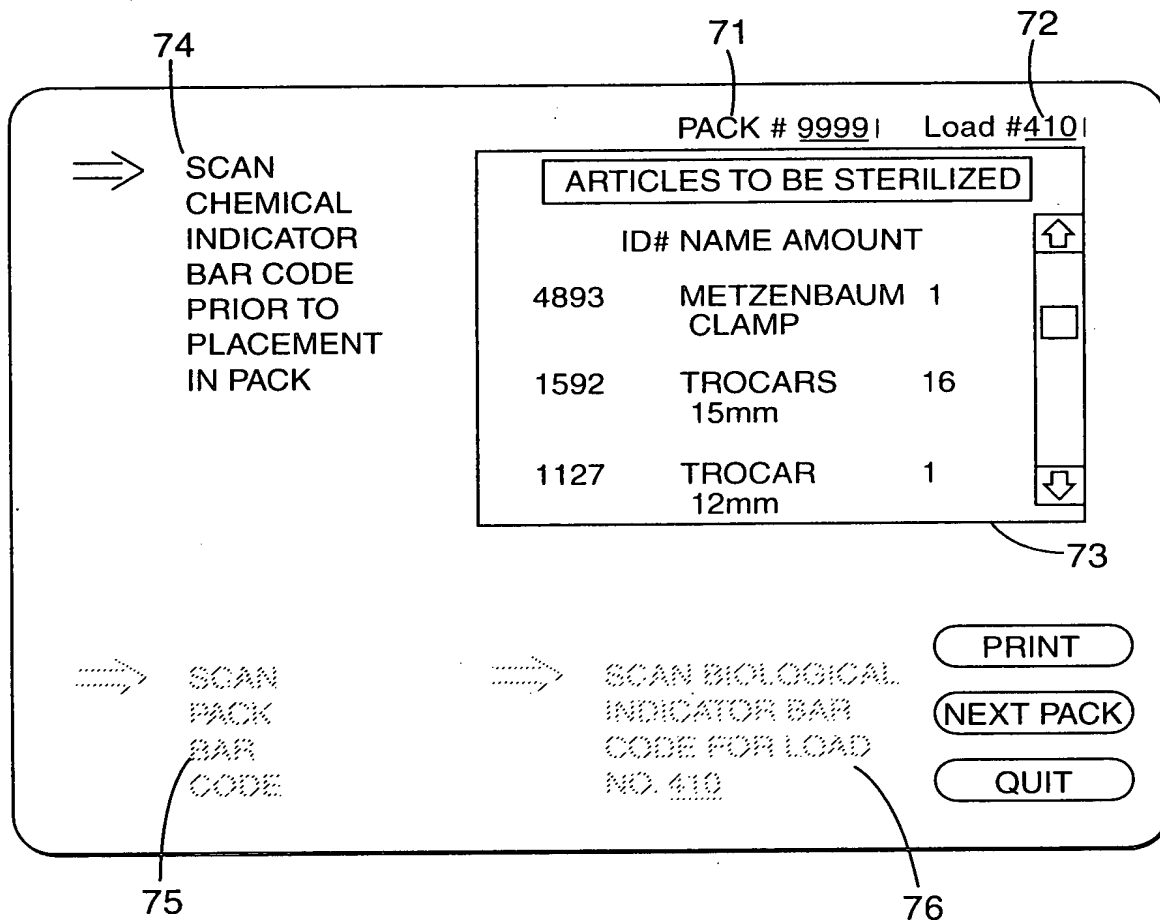 74
71
72
PACK # 9999 Load #410
SCAN
CHEMICAL
INDICATOR
BAR CODE
PRIOR TO
PLACEMENT
IN PACK
ARTICLES TO BE STERILIZED
ID# NAME AMOUNT
4893 METZENBAUM 1
CLAMP
1592 TROCARS 16
15mm
1127 TROCAR 1
12mm
73
SCAN
PACK
BAR
CODE
SCAN BIOLOGICAL
INDICATOR BAR
CODE FOR LOAD
NO. 410
PRINT
NEXT PACK
QUIT
75
76